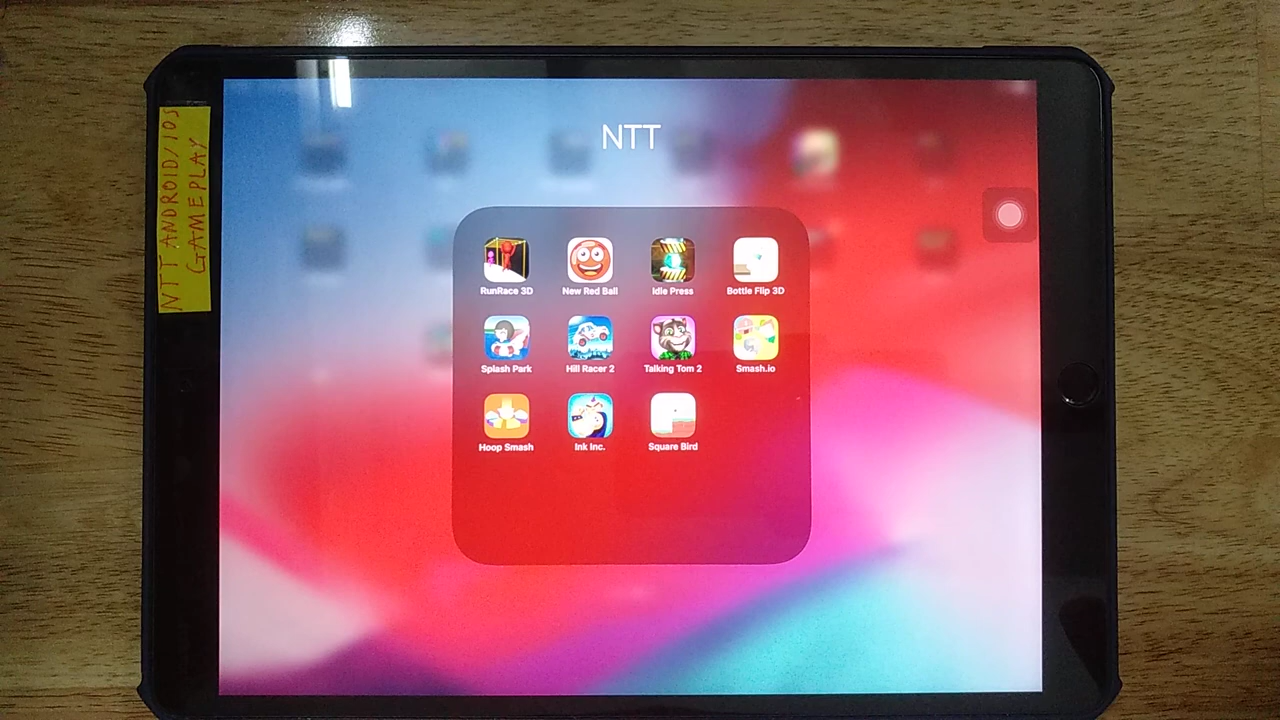 NTT ANDROID/IOS
GAMEPLAY
NTT
RunRace 3D
New Red Ball
Idle Press
Bottle Flip 3D
Splash Park
Hill Racer 2
Talking Tom 2
Smash.io
Hoop Smash
Ink Inc.
Square Bird